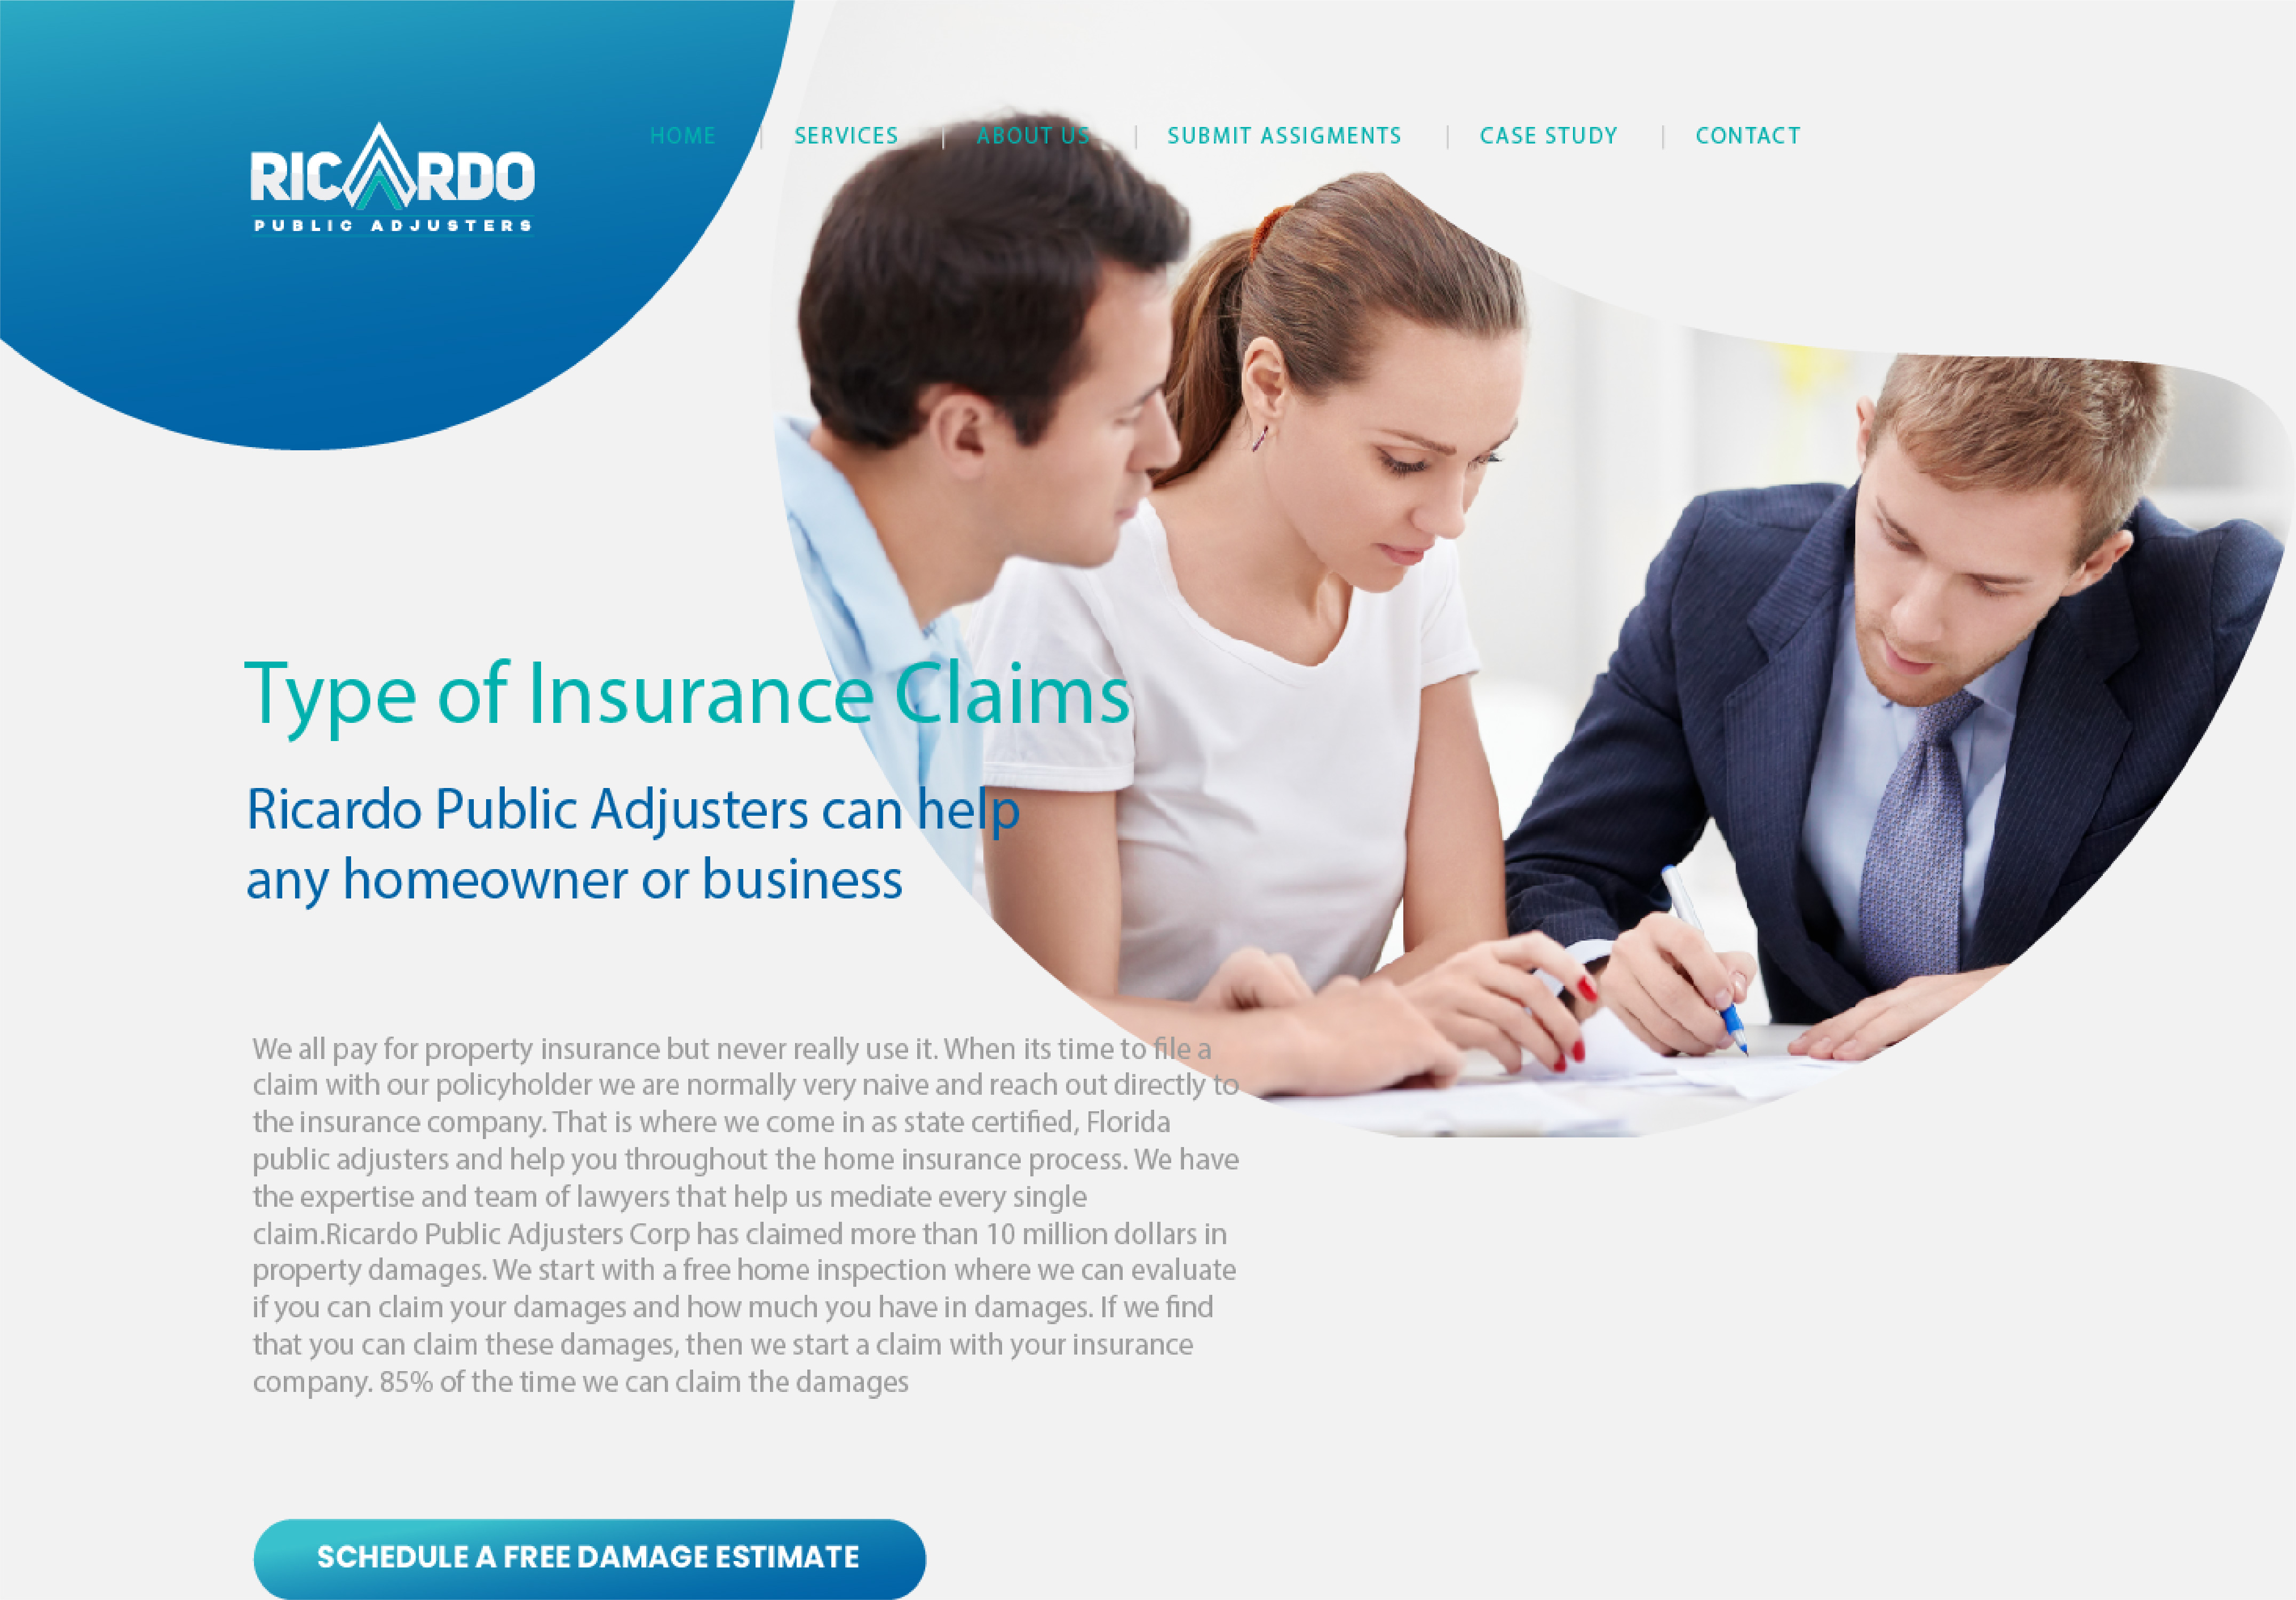 RICARDO
PUBLIC ADJUSTERS
HOME
SERVICES
ABOUT US
SUBMIT ASSIGMENTS
CASE STUDY
CONTACT
Type of Insurance Claims
Ricardo Public Adjusters can help
any homeowner or business
We all pay for property insurance but never really use it. When its time to file a
claim with our policyholder we are normally very naive and reach out directly to
the insurance company. That is where we come in as state certified, Florida
public adjusters and help you throughout the home insurance process. We have
the expertise and team of lawyers that help us mediate every single
claim.Ricardo Public Adjusters Corp has claimed more than 10 million dollars in
property damages. We start with a free home inspection where we can evaluate
if you can claim your damages and how much you have in damages. If we find
that you can claim these damages, then we start a claim with your insurance
company. 85% of the time we can claim the damages
SCHEDULE A FREE DAMAGE ESTIMATE